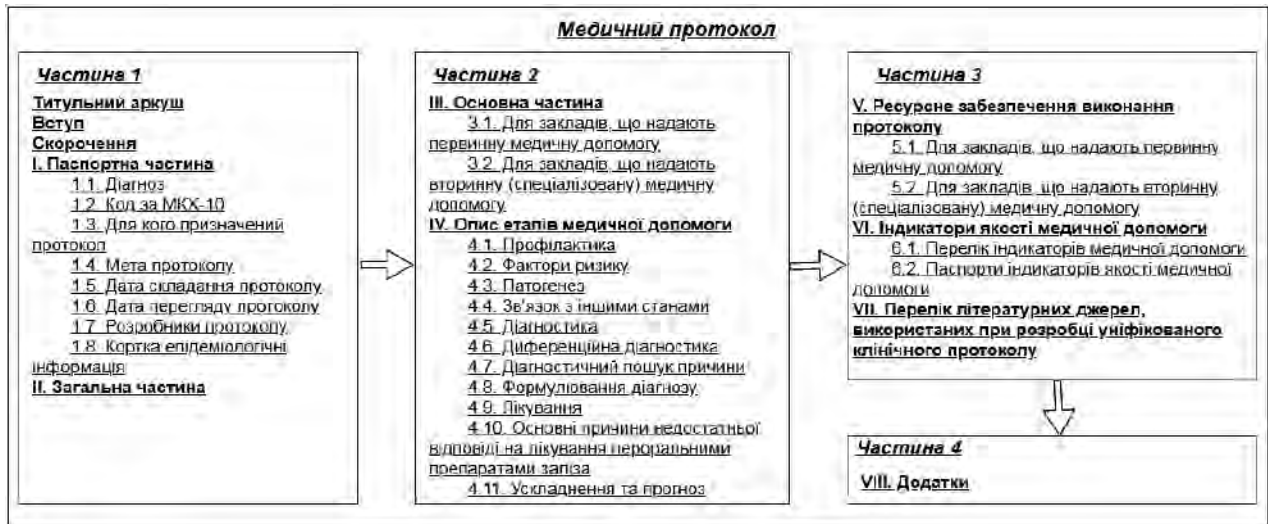 Медичний протокол
Частина 1
Титульний аркуш
Вступ
Скорочення
I. Паспортна частина
1.1. Діагноз
1.2. Код за МКХ-10
1.3. Для кого призначений
протокол
1.4. Мета протоколу
1.5. Дата складання протоколу
1.6. Дата перегляду протоколу
1.7. Розробники протоколу
1.8. Кортка епідеміологічні
інформація
II. Загальна частина
Частина 2
III. Основна частина
3.1. Для закладів, що надають
первинну медичну допомогу
3.2. Для закладів, що надають
вторинну (спеціалізовану) медичну
допомогу
IV. Опис етапів медичної допомоги
4.1. Профілактика
4.2. Фактори ризику
4.3. Патогенез
4.4. Зв'язок з іншими станами
4.5. Діагностика
4.6. Диференційна діагностика
4.7. Діагностичний пошук причини
4.8. Формулювання діагнозу
4.9. Лікування
4.10. Основні причини недостатньої
відповіді на лікування пероральними
препаратами заліза
4.11. Ускладнення та прогноз
Частина 3
V. Ресурсне забезпечення виконання
протоколу
5.1. Для закладів, що надають первинну
медичну допомогу
5.2. Для закладів, що надають вторинну
(спеціалізовану) медичну допомогу
VI. Індикатори якості медичної допомоги
6.1. Перелік індикаторів медичної допомоги
6.2. Паспорти індикаторів якості медичної
допомоги
VII. Перелік літературних джерел,
використаних при розробці уніфікованого
клінічного протоколу
Частина 4
VIII. Додатки